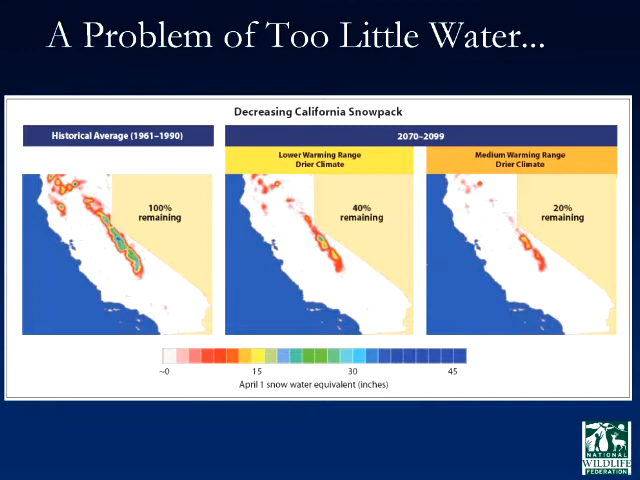 A Problem of Too Little Water...
Decreasing California Snowpack
Historical Average (1961–1990)
2070–2099
Lower Warming Range
Drier Climate
Medium Warming Range
Drier Climate
100%
remaining
40%
remaining
20%
remaining
~0
15
30
45
April 1 snow water equivalent (inches)
NATIONAL
WILDLIFE
FEDERATION